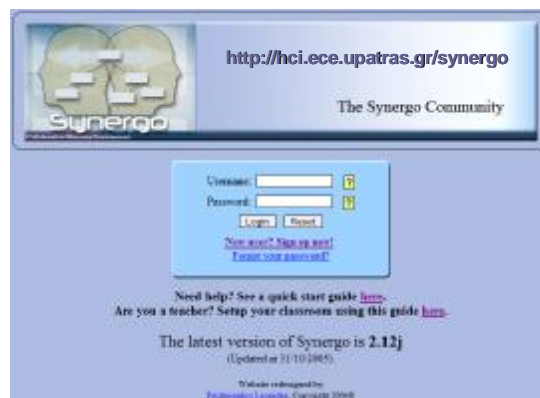 http://hci.ece.upatras.gr/synergo
The Synergo Community
Synergo
Username: ?
Password: ?
Login Reset
New user? Sign up now!
Forgot your password?
Need help? See a quick start guide here.
Are you a teacher? Setup your classroom using this guide here.
The latest version of Synergo is 2.12j
(Updated at 31/10/2005).
Website redesigned by
Copyright